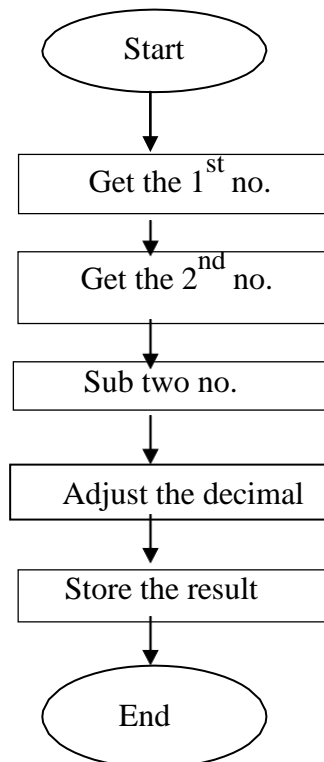 Start
Get the 1st no.
Get the 2nd no.
Sub two no.
Adjust the decimal
Store the result
End